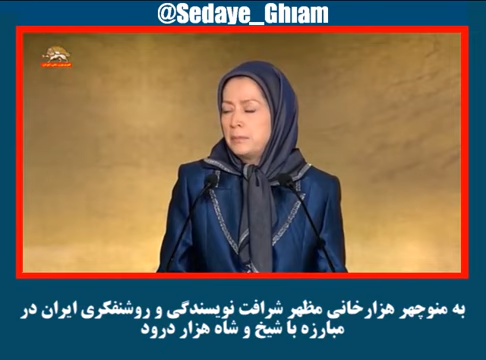 @Sedaye_Ghıam
به منوچهر هزارخانی مظهر شرافت نویسندگی و روشنفکری ایران در
مبارزه با شیخ و شاه هزار درود